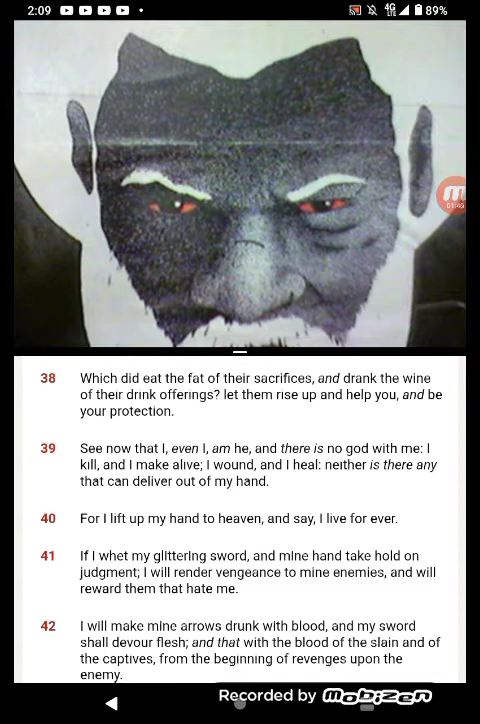 2:09 4G LTE 89%
01:49
38 Which did eat the fat of their sacrifices, and drank the wine
of their drink offerings? let them rise up and help you, and be
your protection.
39 See now that I, even I, am he, and there is no god with me: I
kill, and I make alive; I wound, and I heal: neither is there any
that can deliver out of my hand.
40 For I lift up my hand to heaven, and say, I live for ever.
41 If I whet my glittering sword, and mine hand take hold on
judgment; I will render vengeance to mine enemies, and will
reward them that hate me.
42 I will make mine arrows drunk with blood, and my sword
shall devour flesh; and that with the blood of the slain and of
the captives, from the beginning of revenges upon the
enemy.
Recorded by Mobizen